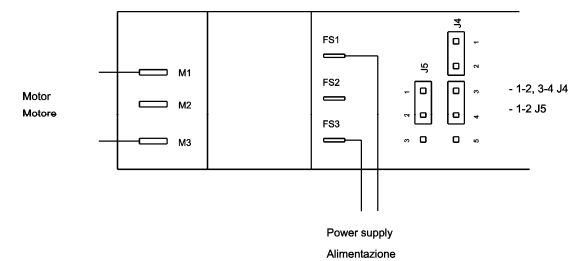 Motor
Motore
M1
M2
M3
FS1
FS2
FS3
Power supply
Alimentazione
J5
1
2
3
J4
1
2
3
4
5
- 1-2, 3-4 J4
- 1-2 J5